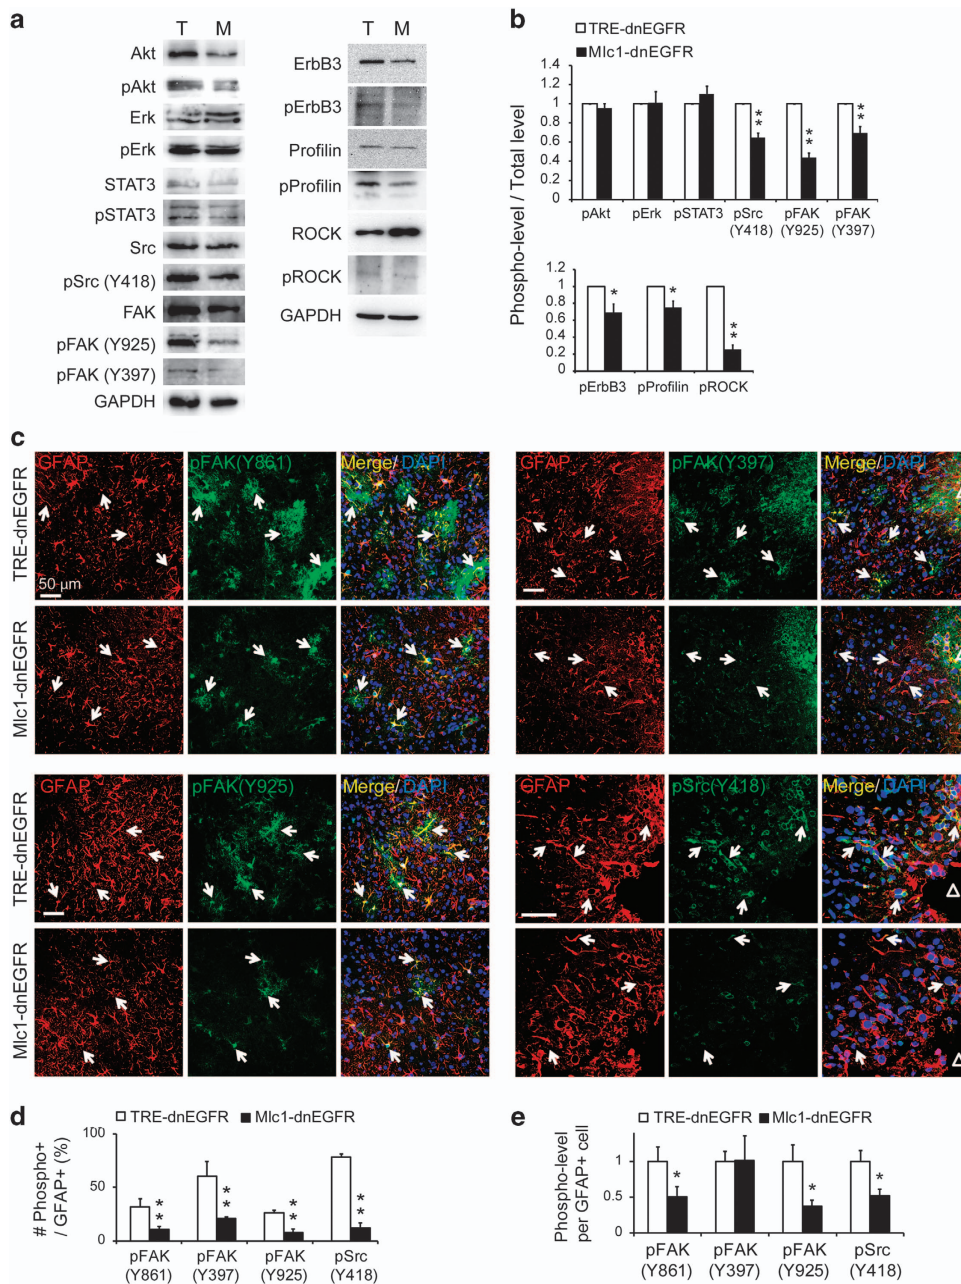 a
T M
Akt
pAkt
Erk
pErk
STAT3
pSTAT3
Src
pSrc (Y418)
FAK
pFAK (Y925)
pFAK (Y397)
GAPDH
T M
ErbB3
pErbB3
Profilin
pProfilin
ROCK
pROCK
GAPDH
b
TRE-dnEGFR
Mlc1-dnEGFR
Phospho-level / Total level
1.4
1.2
1
0.8
0.6
0.4
0.2
0
**
**
**
pAkt pErk pSTAT3 pSrc (Y418) pFAK (Y925) pFAK (Y397)
1
0.8
0.6
0.4
0.2
0
*
*
**
pErbB3 pProfilin pROCK
c
TRE-dnEGFR
GFAP pFAK(Y861) Merge/DAPI
50 µm
GFAP pFAK(Y397) Merge/DAPI
Mlc1-dnEGFR
TRE-dnEGFR
GFAP pFAK(Y925) Merge/DAPI
GFAP pSrc(Y418) Merge/DAPI
Mlc1-dnEGFR
d
TRE-dnEGFR Mlc1-dnEGFR
# Phospho+
/ GFAP+ (%)
100
50
0
**
**
**
**
pFAK pFAK pFAK pSrc
(Y861) (Y397) (Y925) (Y418)
e
TRE-dnEGFR Mlc1-dnEGFR
Phospho-level
per GFAP+ cell
1
0.5
0
*
*
*
pFAK pFAK pFAK pSrc
(Y861) (Y397) (Y925) (Y418)